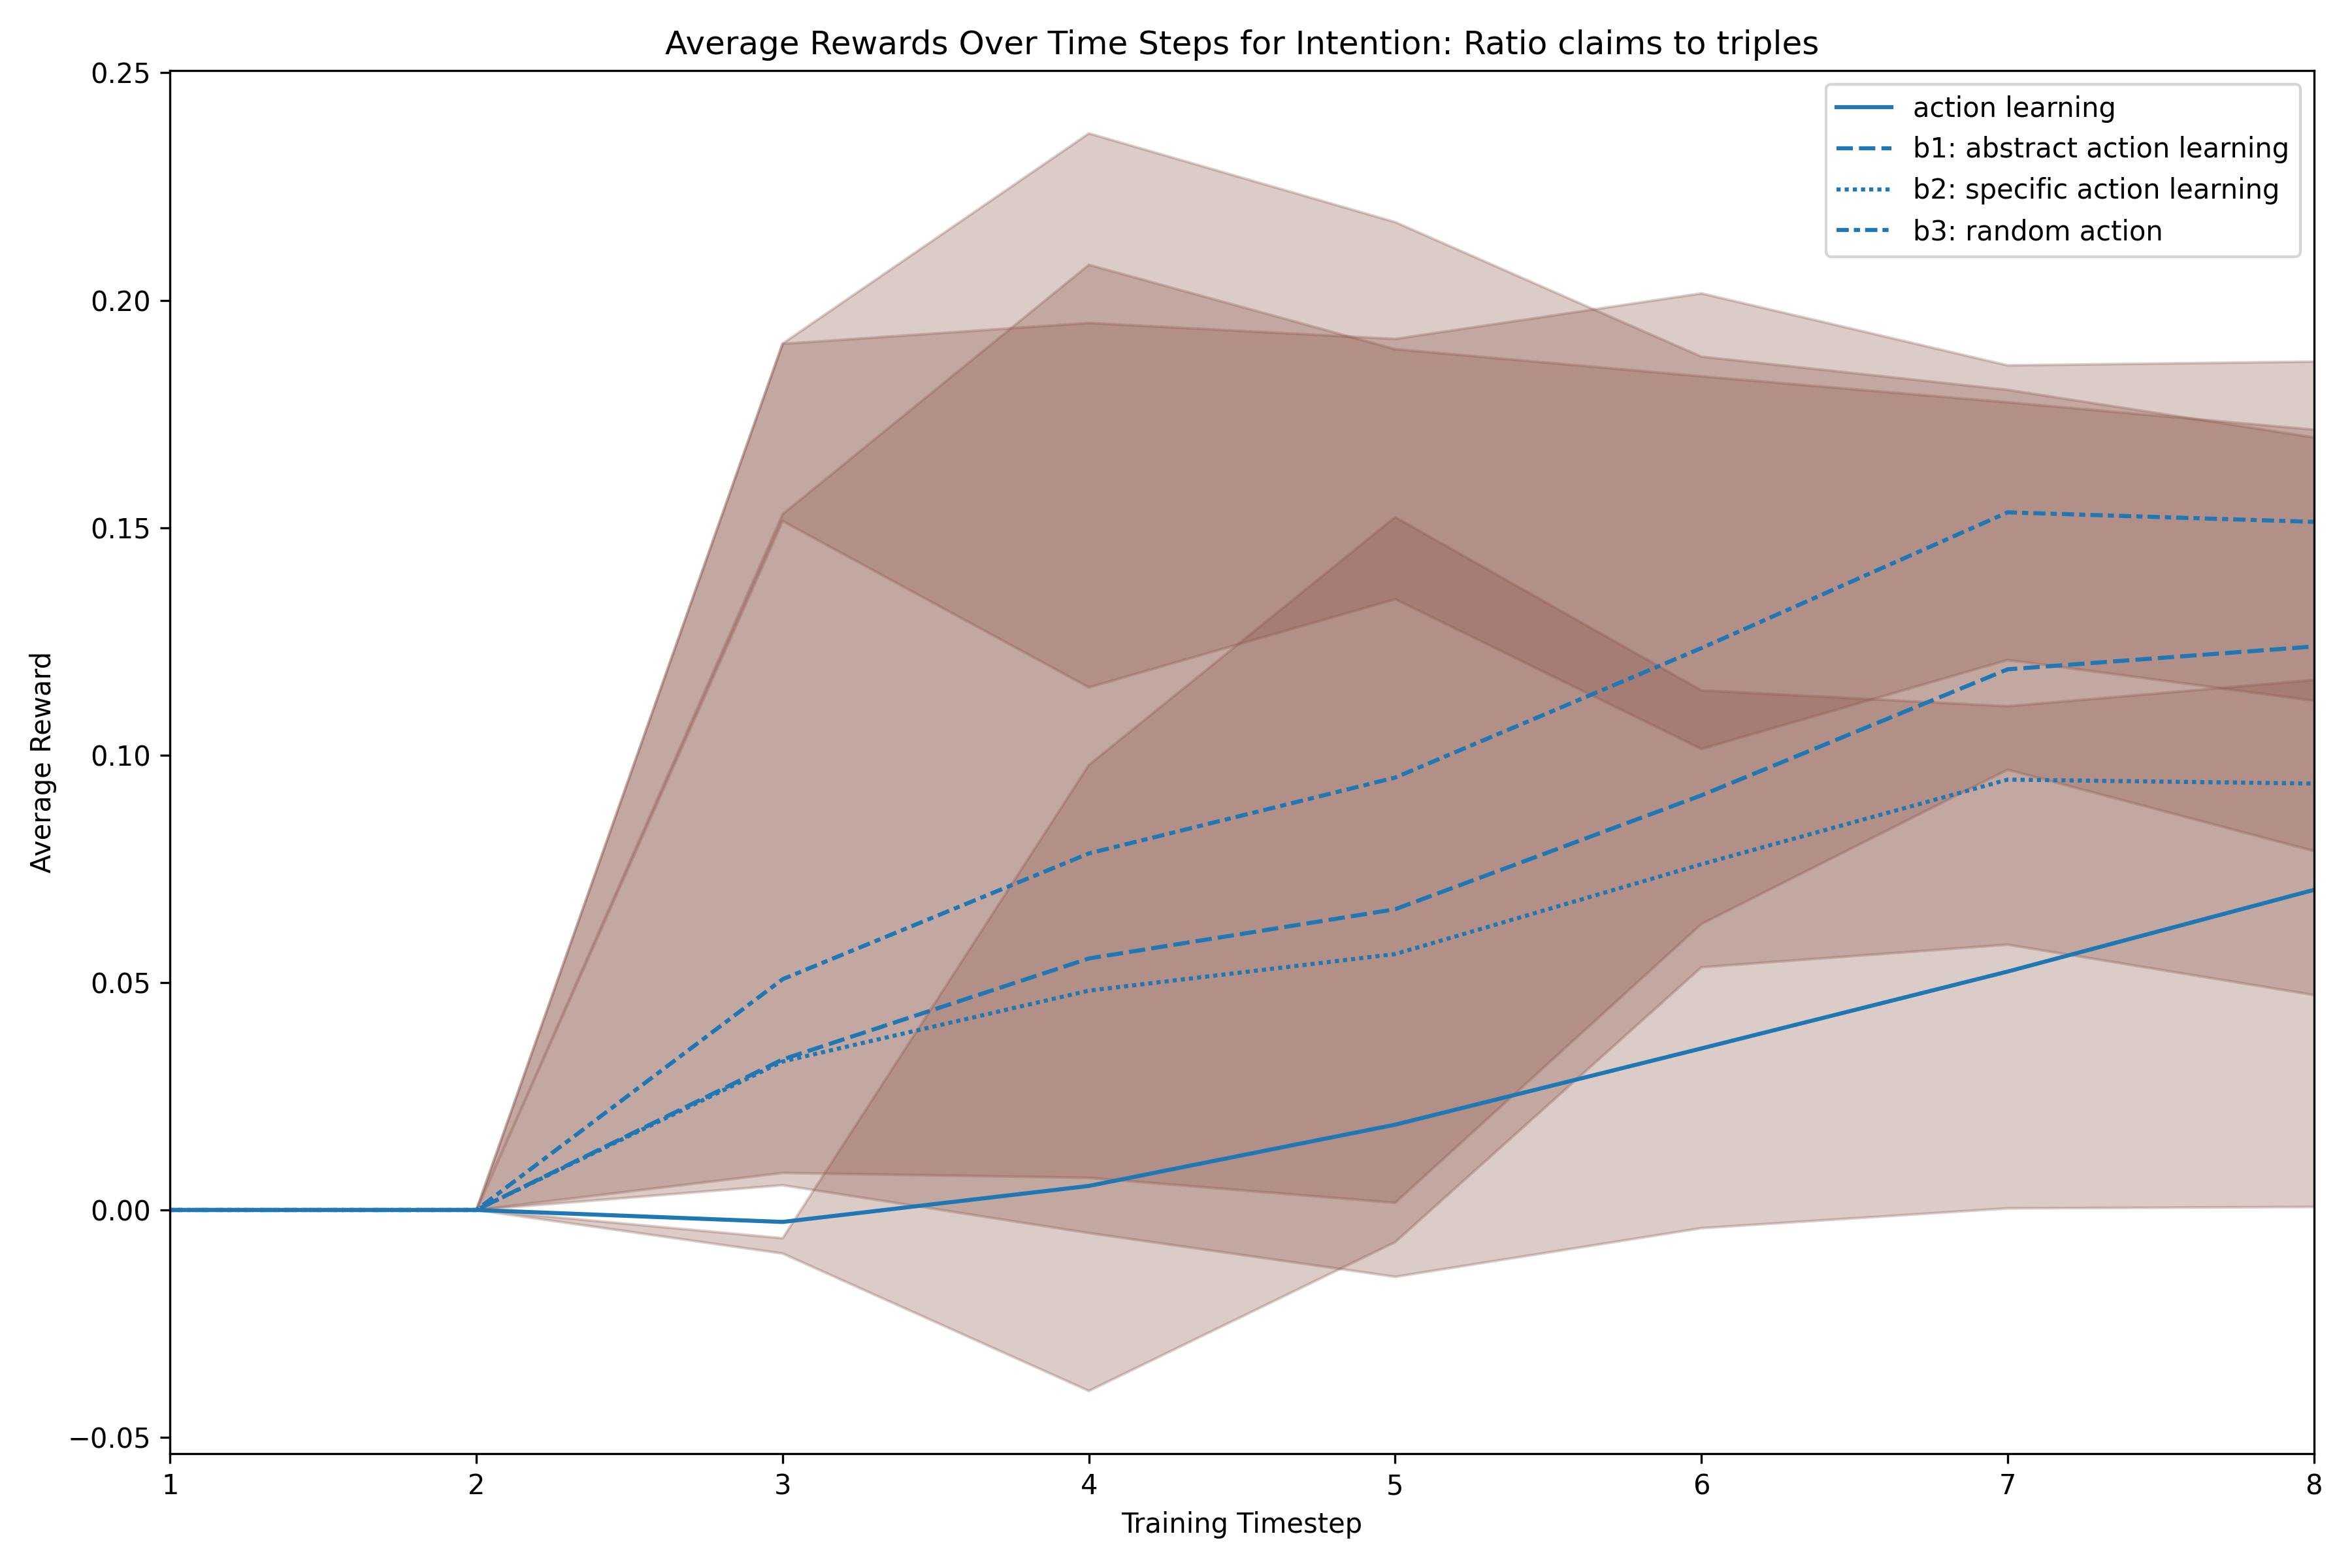 Average Rewards Over Time Steps for Intention: Ratio claims to triples
action learning
b1: abstract action learning
b2: specific action learning
b3: random action
Average Reward
0.25
0.20
0.15
0.10
0.05
0.00
−0.05
1 2 3 4 5 6 7 8
Training Timestep